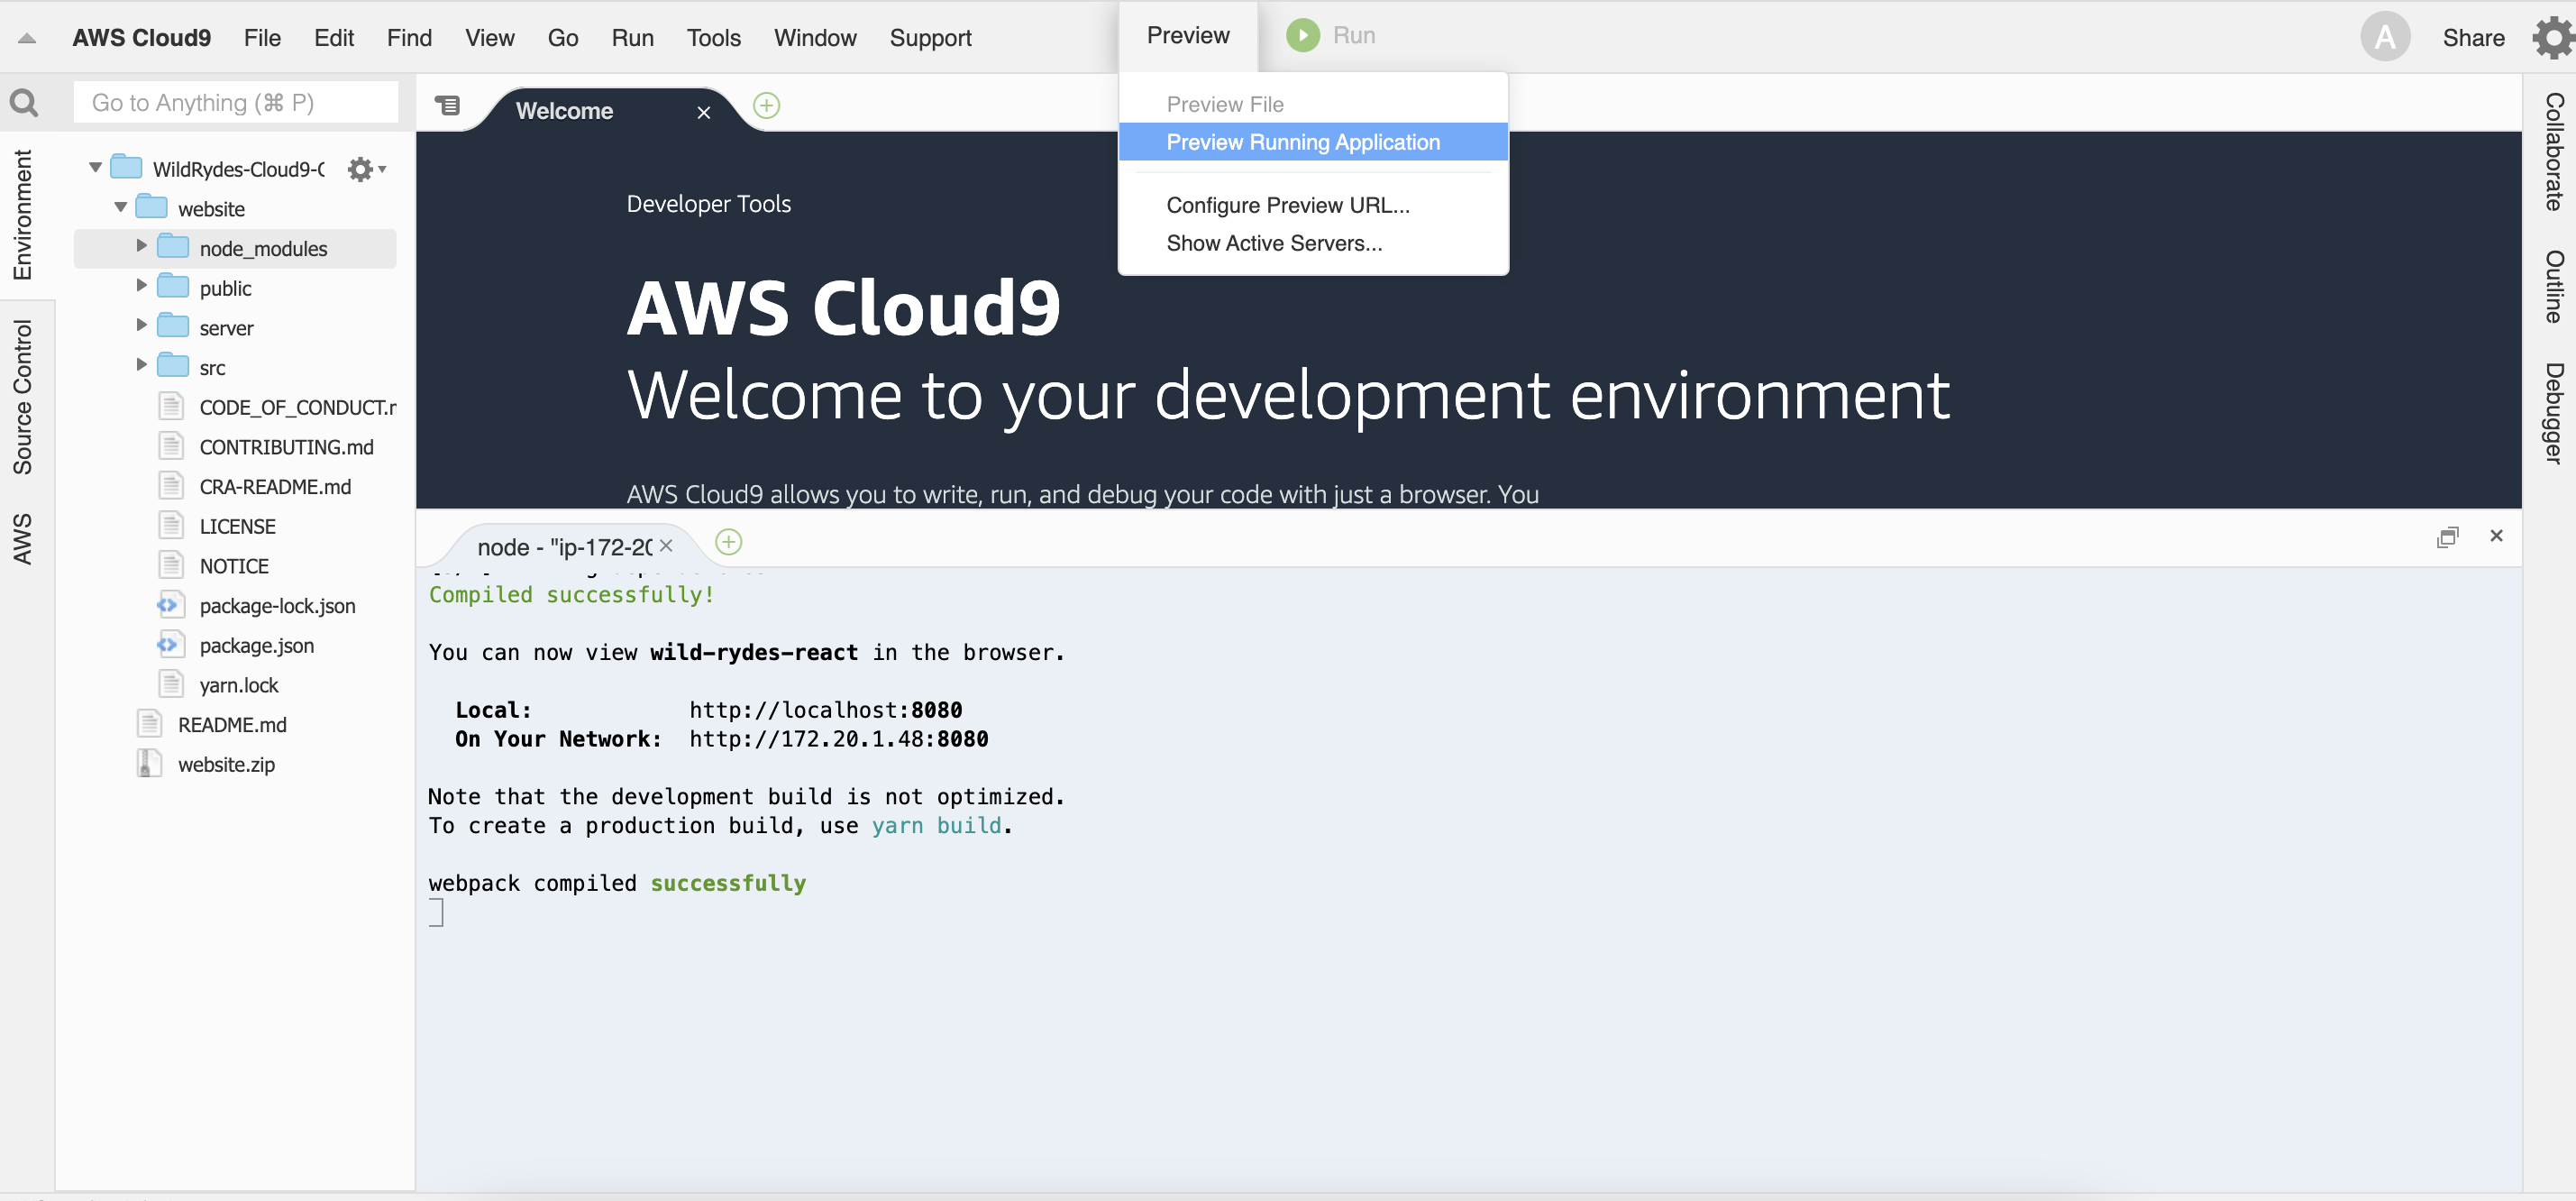 AWS Cloud9 File Edit Find View Go Run Tools Window Support Preview Run A Share
Go to Anything (⌘ P)
Welcome
Preview File
Preview Running Application
Configure Preview URL...
Show Active Servers...
Environment
Source Control
AWS
WildRydes-Cloud9-
website
node_modules
public
server
src
CODE_OF_CONDUCT.
CONTRIBUTING.md
CRA-README.md
LICENSE
NOTICE
package-lock.json
package.json
yarn.lock
README.md
website.zip
Developer Tools
AWS Cloud9
Welcome to your development environment
AWS Cloud9 allows you to write, run, and debug your code with just a browser. You
node - "ip-172-20
Compiled successfully!
You can now view wild-rydes-react in the browser.
Local: http://localhost:8080
On Your Network: http://172.20.1.48:8080
Note that the development build is not optimized.
To create a production build, use yarn build.
webpack compiled successfully
Collaborate
Outline
Debugger